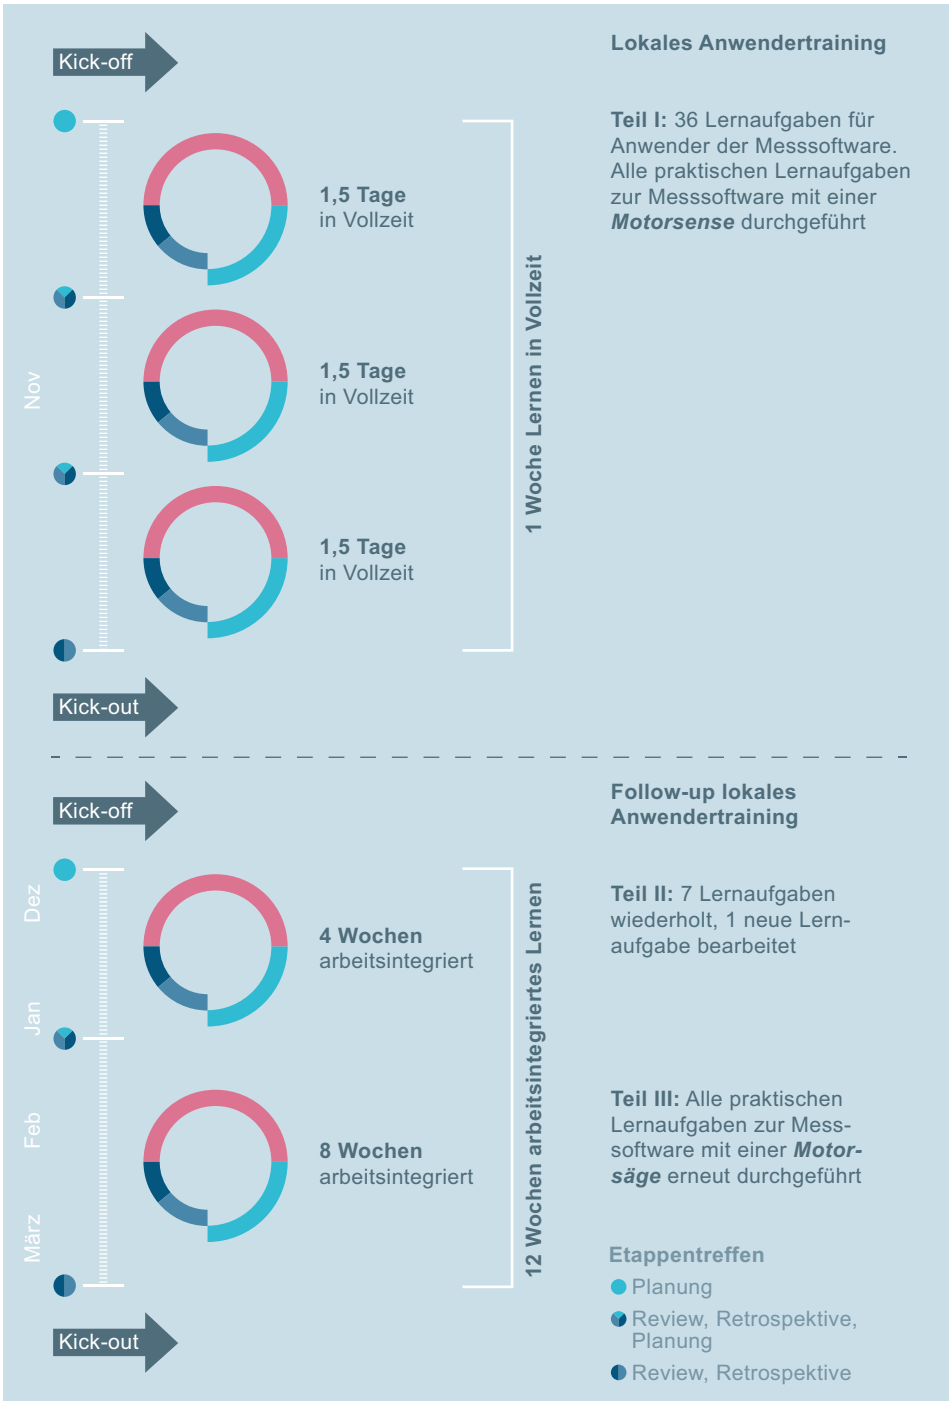 Kick-off
Lokales Anwendertraining
Teil I: 36 Lernaufgaben für
Anwender der Messsoftware.
Alle praktischen Lernaufgaben
zur Messsoftware mit einer
Motorsense durchgeführt
1,5 Tage
in Vollzeit
1,5 Tage
in Vollzeit
1,5 Tage
in Vollzeit
Nov
1 Woche Lernen in Vollzeit
Kick-out
Kick-off
Follow-up lokales
Anwendertraining
Teil II: 7 Lernaufgaben
wiederholt, 1 neue Lern-
aufgabe bearbeitet
Dez
Jan
Feb
März
4 Wochen
arbeitsintegriert
8 Wochen
arbeitsintegriert
12 Wochen arbeitsintegriertes Lernen
Teil III: Alle praktischen
Lernaufgaben zur Mess-
software mit einer Motor-
säge erneut durchgeführt
Etappentreffen
Planung
Review, Retrospektive,
Planung
Review, Retrospektive
Kick-out